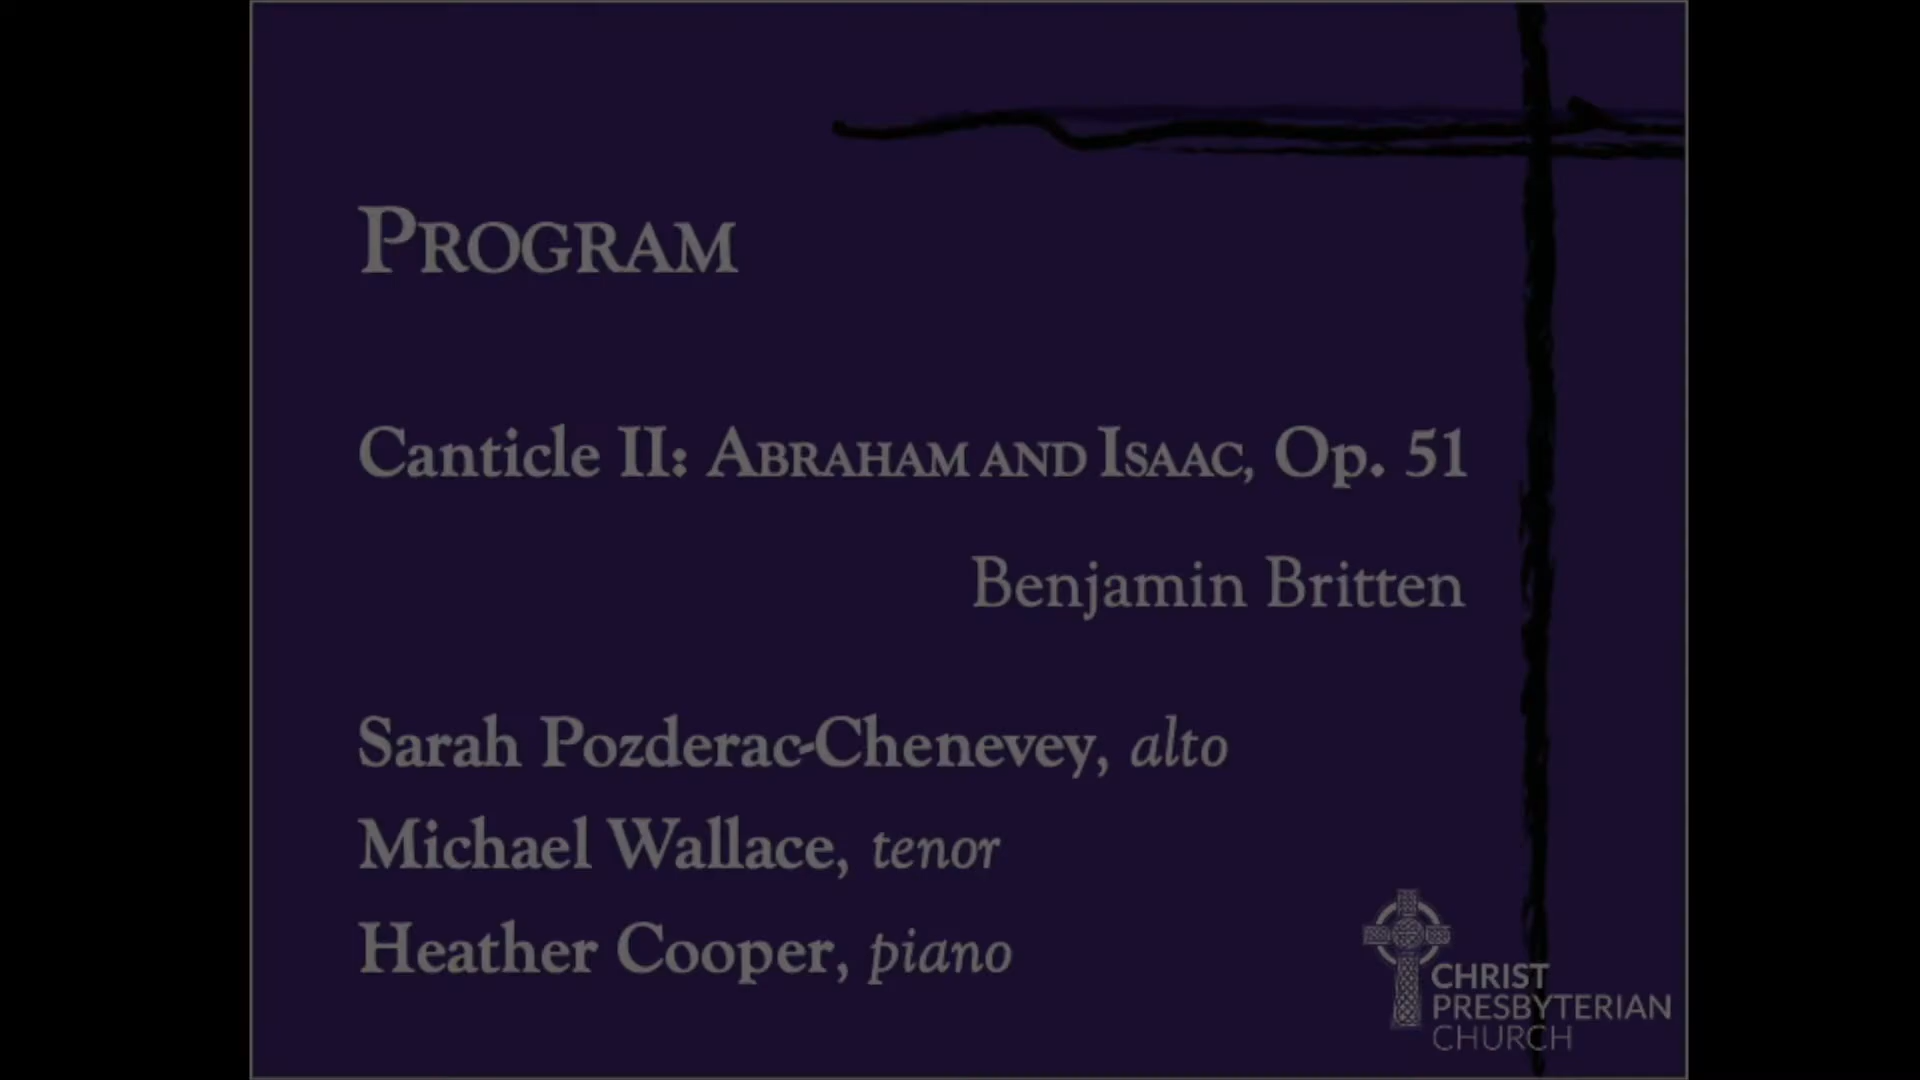 PROGRAM
Canticle II: ABRAHAM AND ISAAC, Op. 51
Benjamin Britten
Sarah Pozderac-Chenevey, alto
Michael Wallace, tenor
Heather Cooper, piano
CHRIST
PRESBYTERIAN
CHURCH